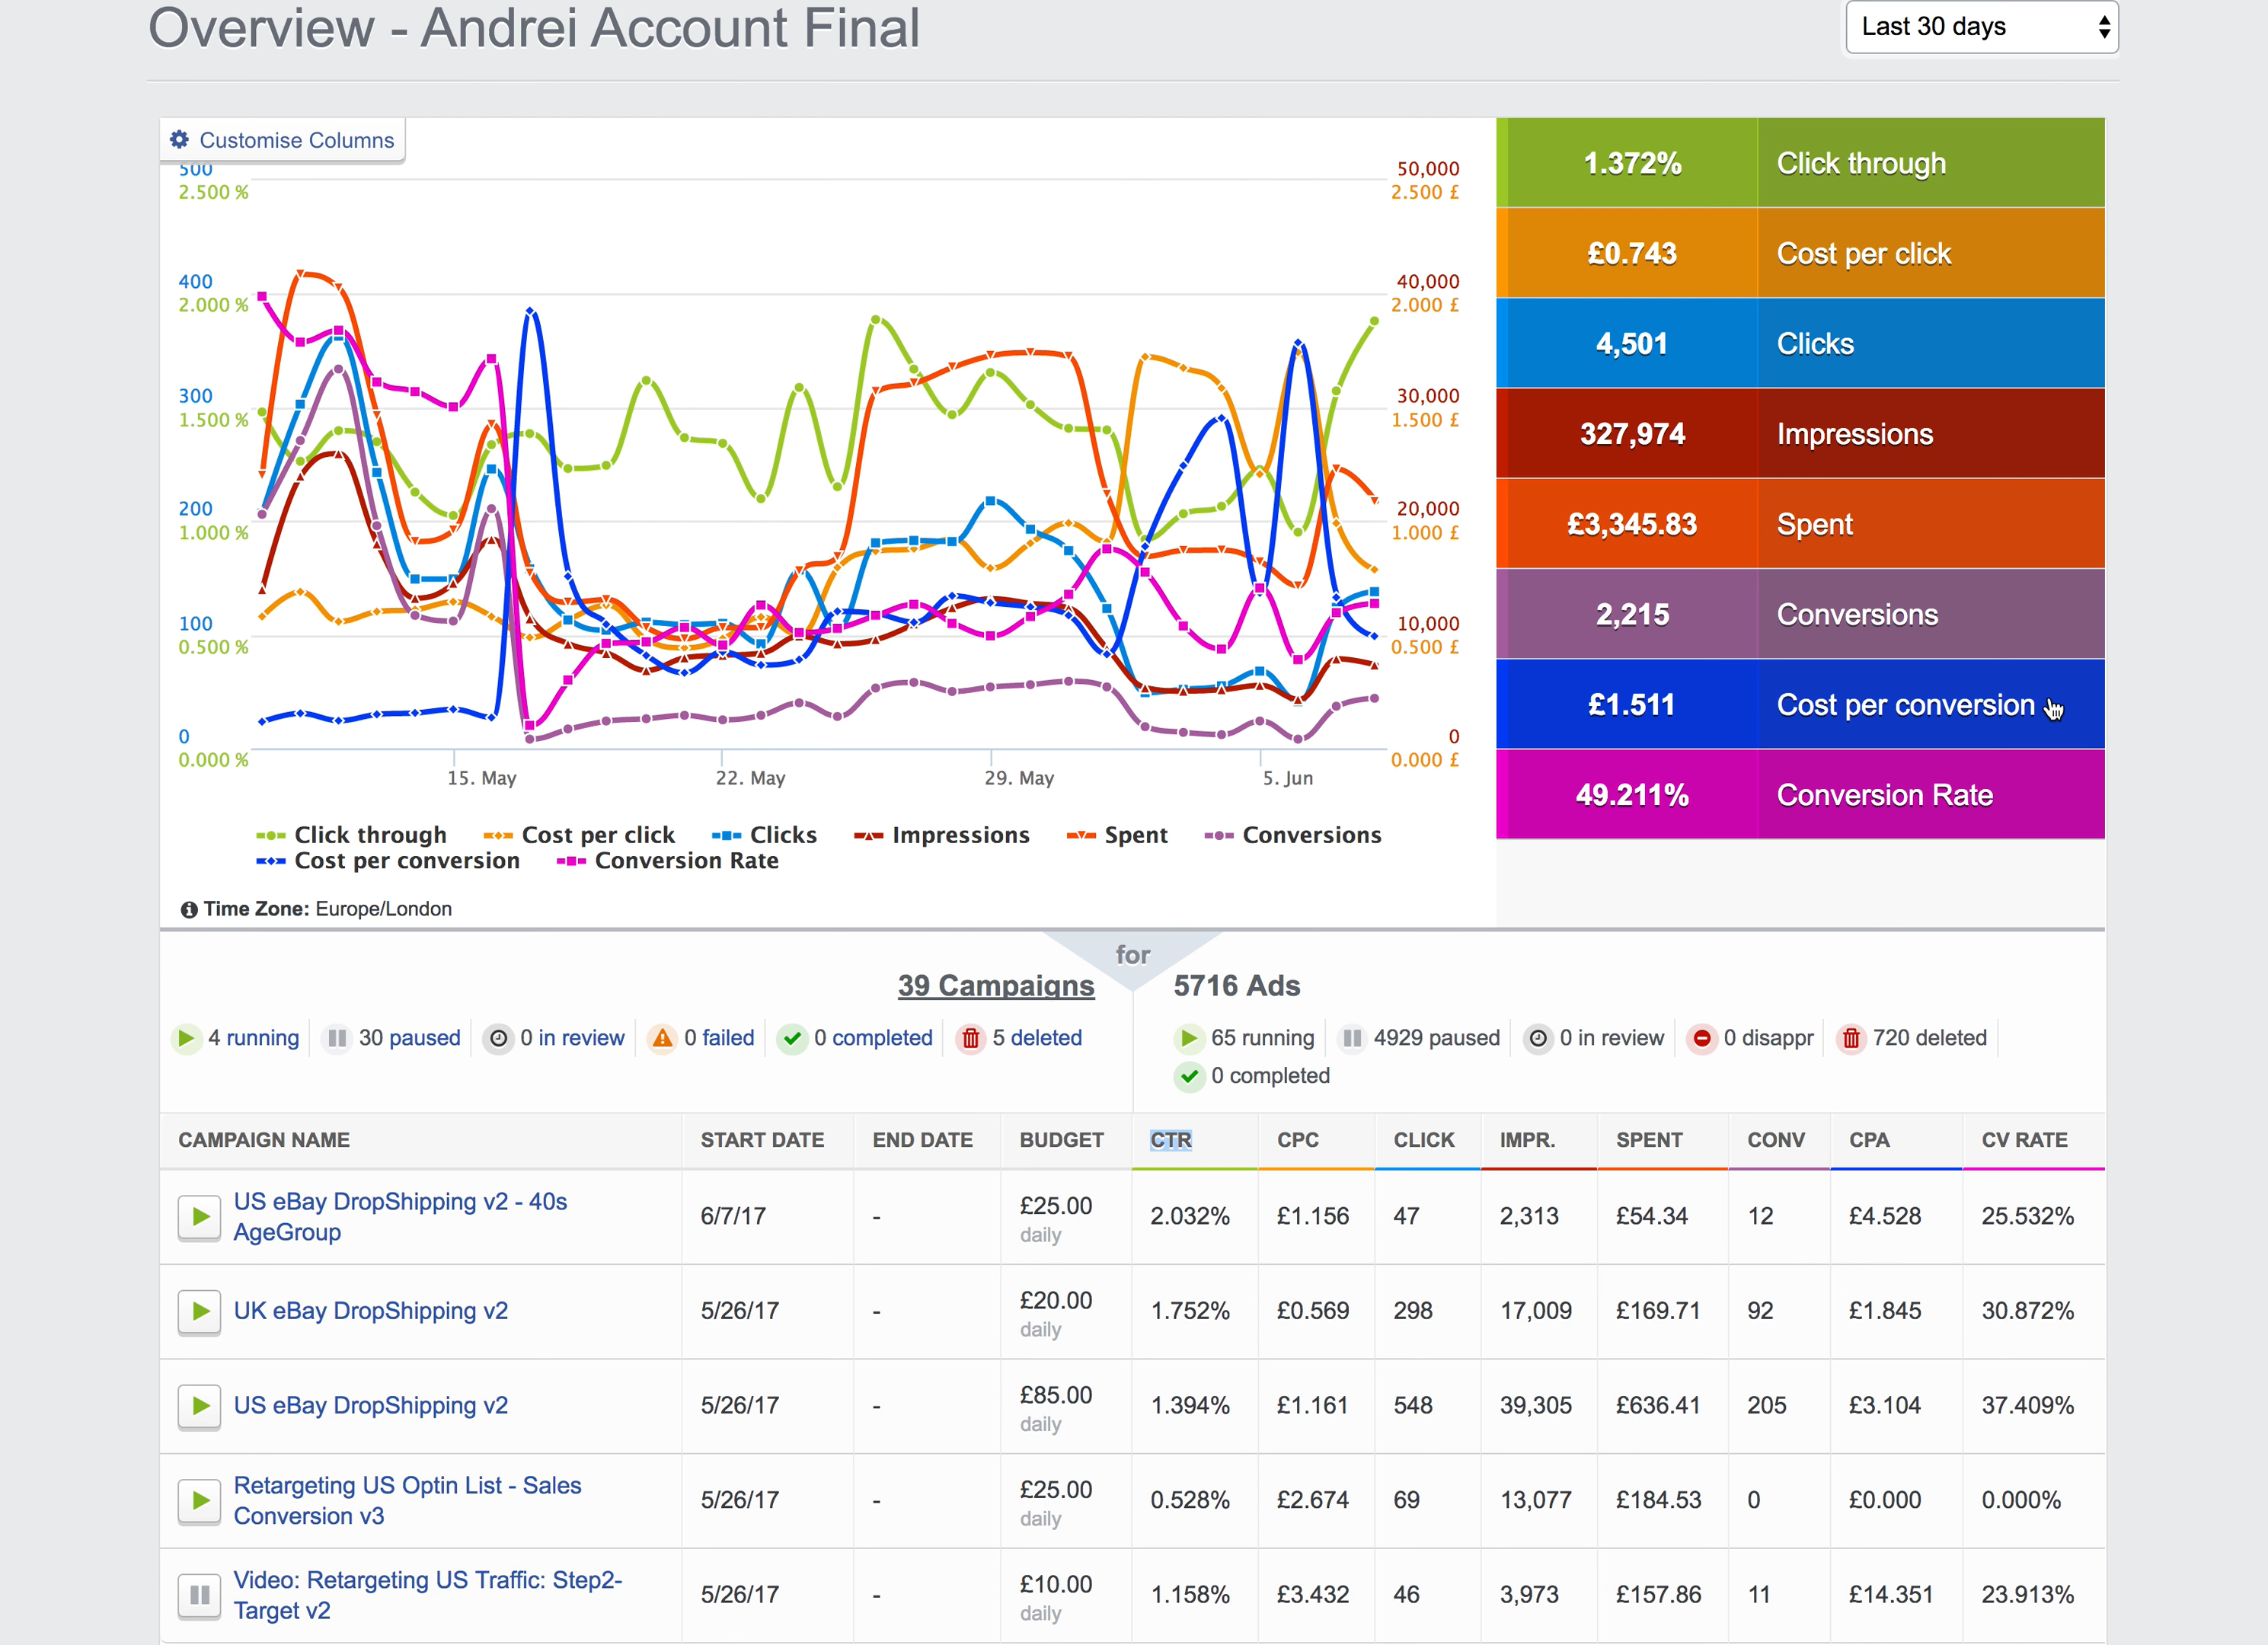 Overview - Andrei Account Final
Last 30 days
Customise Columns
500
2.500 %
400
2.000 %
300
1.500 %
200
1.000 %
100
0.500 %
0
0.000 %
50,000
2.500 £
40,000
2.000 £
30,000
1.500 £
20,000
1.000 £
10,000
0.500 £
0
0.000 £
15. May 22. May 29. May 5. Jun
Click through Cost per click Clicks Impressions Spent Conversions
Cost per conversion Conversion Rate
Time Zone: Europe/London
1.372% Click through
£0.743 Cost per click
4,501 Clicks
327,974 Impressions
£3,345.83 Spent
2,215 Conversions
£1.511 Cost per conversion
49.211% Conversion Rate
for
39 Campaigns
4 running 30 paused 0 in review 0 failed 0 completed 5 deleted
5716 Ads
65 running 4929 paused 0 in review 0 disappr 720 deleted
0 completed
CAMPAIGN NAME START DATE END DATE BUDGET CTR CPC CLICK IMPR. SPENT CONV CPA CV RATE
US eBay DropShipping v2 - 40s
AgeGroup
6/7/17 - £25.00 2.032% £1.156 47 2,313 £54.34 12 £4.528 25.532%
daily
UK eBay DropShipping v2 5/26/17 - £20.00 1.752% £0.569 298 17,009 £169.71 92 £1.845 30.872%
daily
US eBay DropShipping v2 5/26/17 - £85.00 1.394% £1.161 548 39,305 £636.41 205 £3.104 37.409%
daily
Retargeting US Optin List - Sales
Conversion v3
5/26/17 - £25.00 0.528% £2.674 69 13,077 £184.53 0 £0.000 0.000%
daily
Video: Retargeting US Traffic: Step2-
Target v2
5/26/17 - £10.00 1.158% £3.432 46 3,973 £157.86 11 £14.351 23.913%
daily